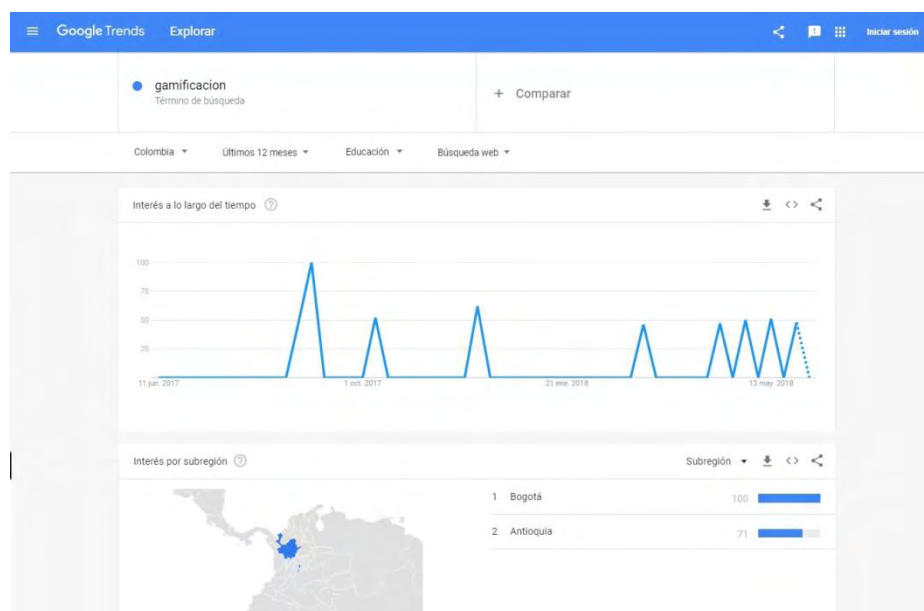 Google Trends Explorar Iniciar sesión
gamificacion
Término de búsqueda
+ Comparar
Colombia Últimos 12 meses Educación Búsqueda web
Interés a lo largo del tiempo
100
75
50
25
11 jun. 2017 1 oct. 2017 21 ene. 2018 13 may. 2018
Interés por subregión Subregión
1 Bogotá 100
2 Antioquia 71